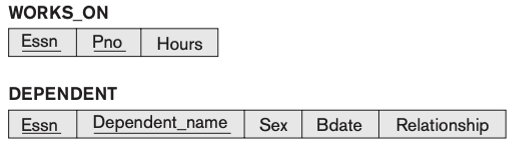 WORKS_ON
Essn Pno Hours
DEPENDENT
Essn Dependent_name Sex Bdate Relationship